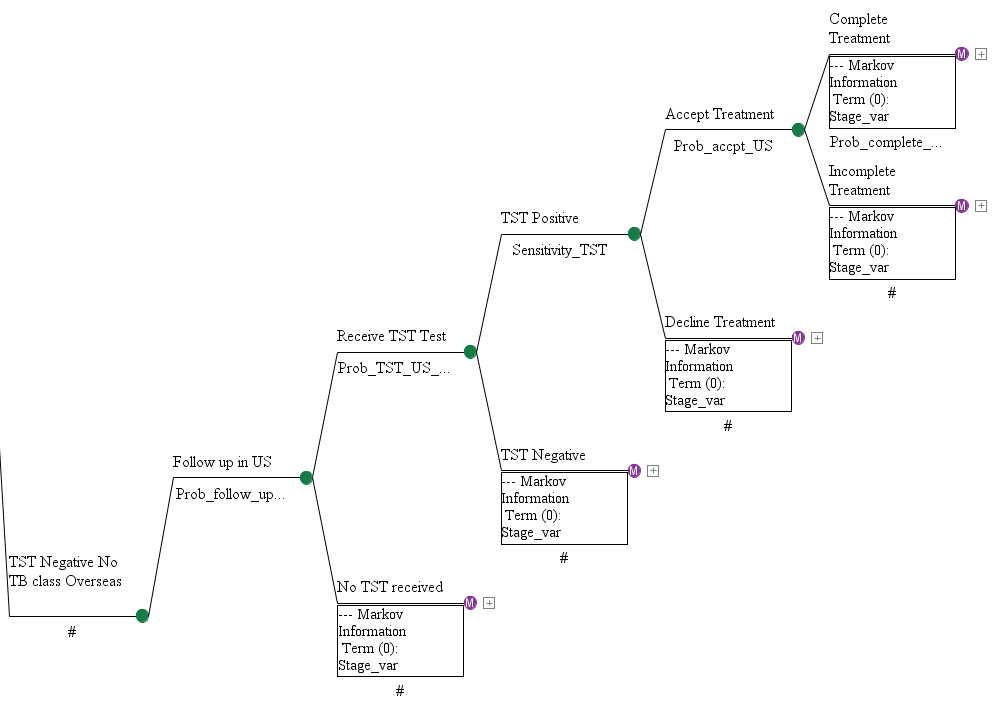 Complete
Treatment
M +
--- Markov
Information
Term (0):
Stage_var
Prob_complete_...
Accept Treatment
Prob_accpt_US
Incomplete
Treatment
M +
--- Markov
Information
Term (0):
Stage_var
#
TST Positive
Sensitivity_TST
Decline Treatment
M +
--- Markov
Information
Term (0):
Stage_var
#
Receive TST Test
Prob_TST_US_...
TST Negative
M +
--- Markov
Information
Term (0):
Stage_var
#
Follow up in US
Prob_follow_up...
No TST received
M +
--- Markov
Information
Term (0):
Stage_var
#
TST Negative No
TB class Overseas
#